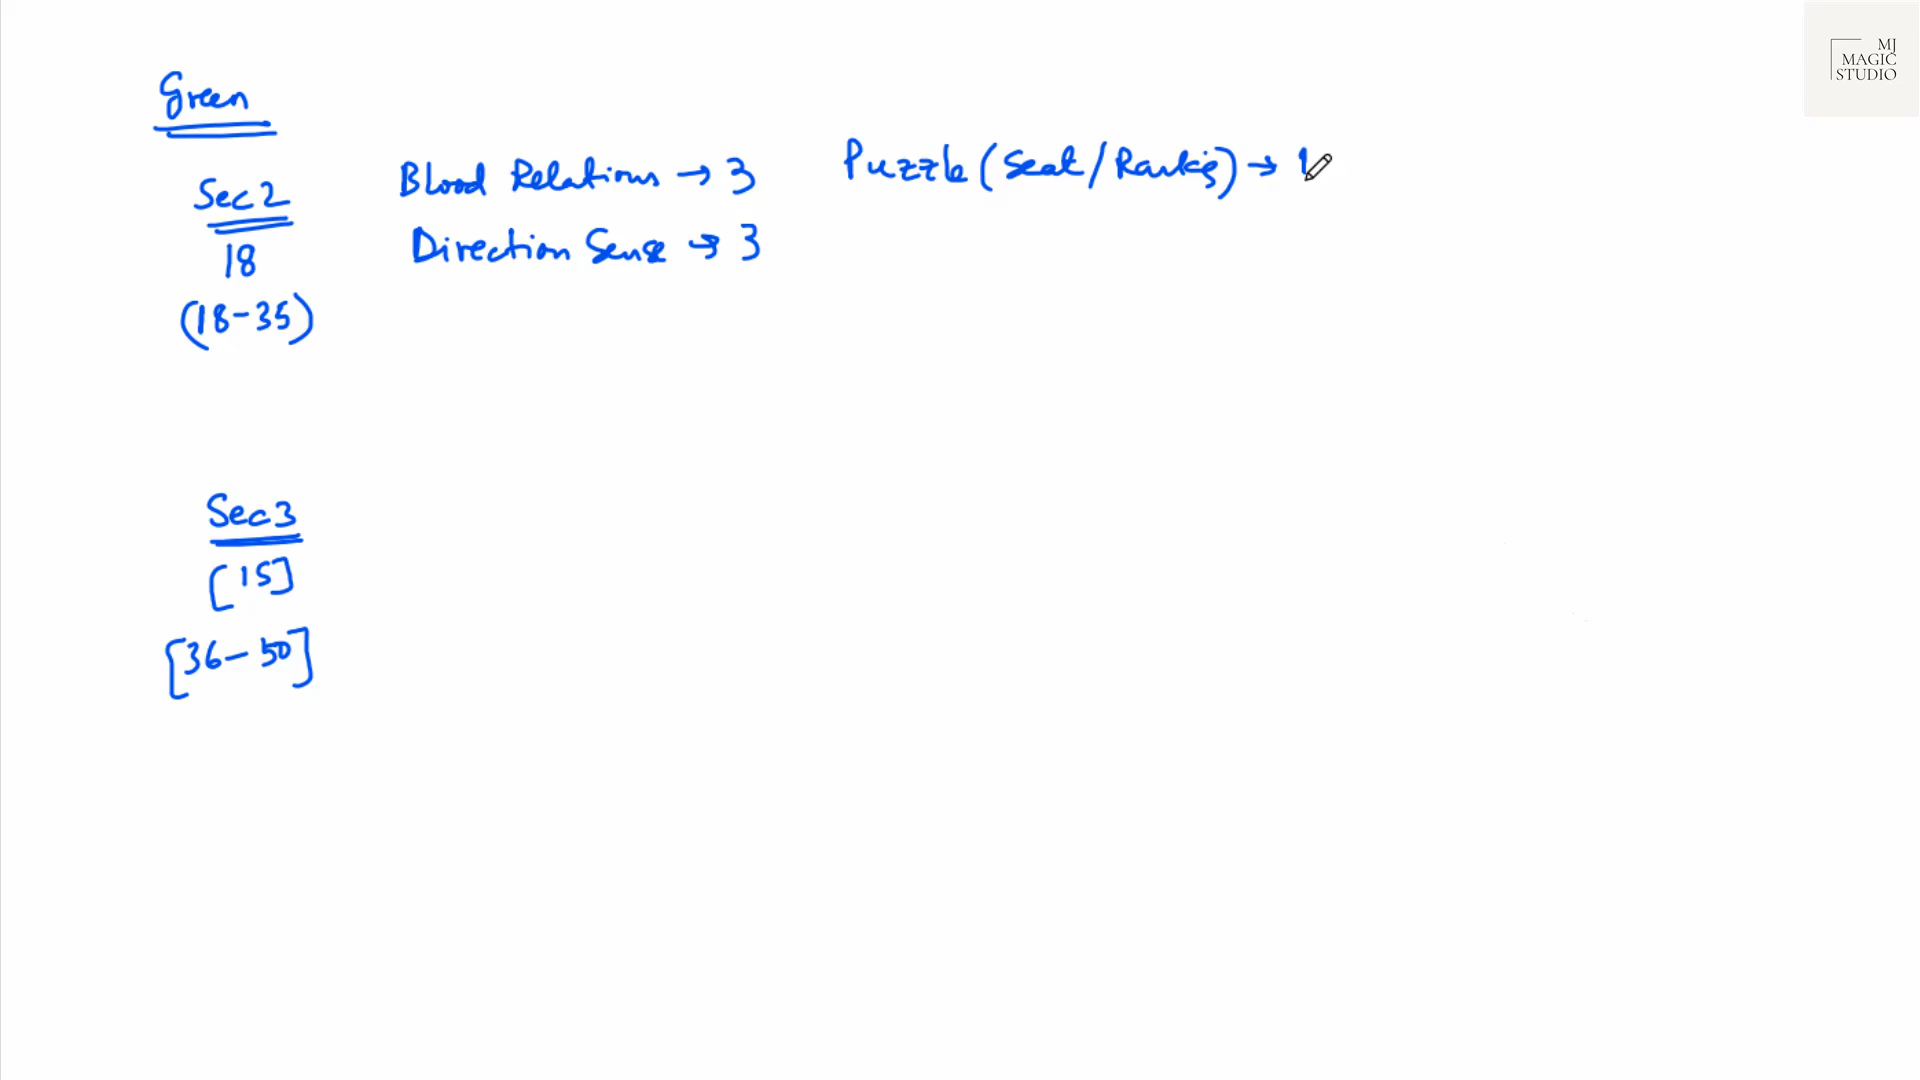 Green
Sec 2
18
(18-35)
Blood Relations → 3
Direction Sense → 3
Puzzle (Seat/Ranking) →
Sec 3
[15]
[36-50]
MJ
MAGIC
STUDIO